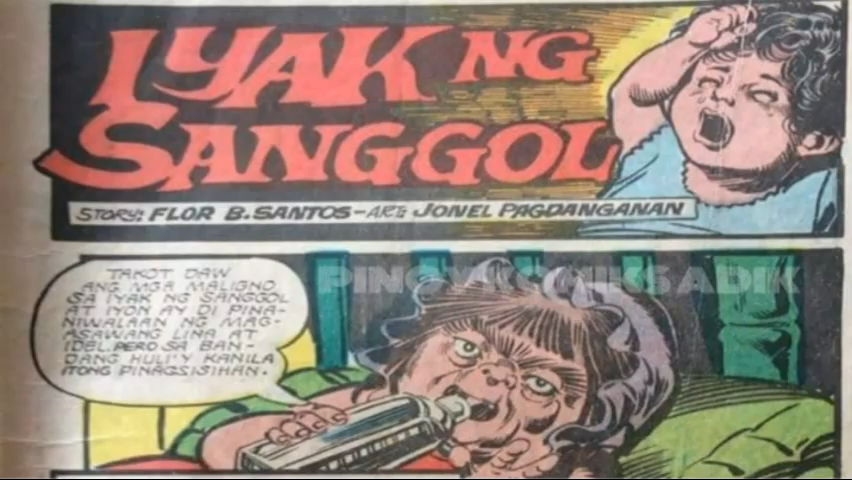 IYAK NG
SANGGOL
STORY: FLOR B. SANTOS - ART: JONEL PAGDANGANAN
PINOYKOMIKSADIK
TAKOT DAW
ANG MGA MALIGNO
SA IYAK NG SANGGOL
AT IYON AY DI PINA-
NIWALAAN NG MAG-
ASAWANG LINA AT
IDEL, PERO SA BAN-
DANG HULI'Y KANILA
ITONG PINAGSISIHAN.